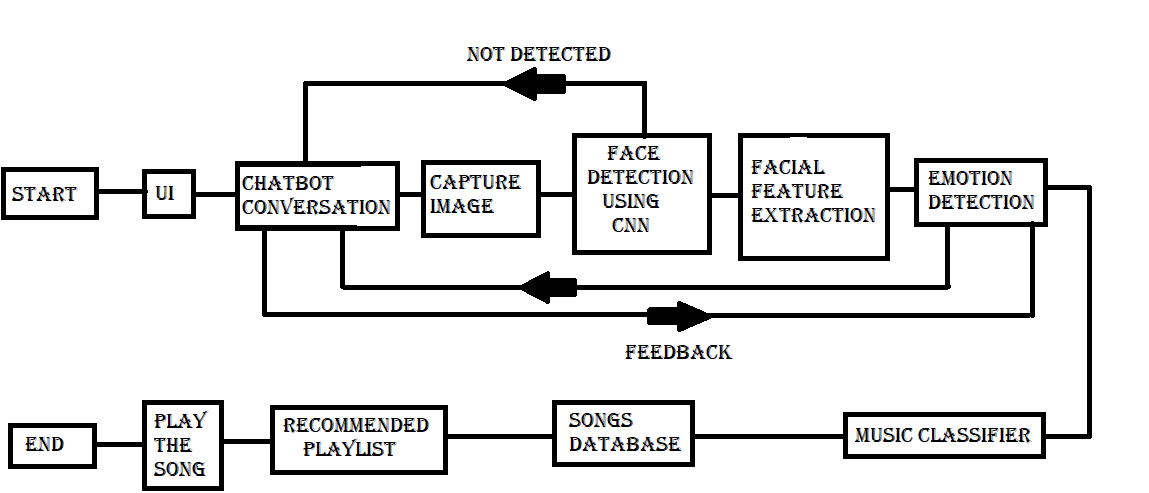 NOT DETECTED
START
UI
CHATBOT
CONVERSATION
CAPTURE
IMAGE
FACE
DETECTION
USING
CNN
FACIAL
FEATURE
EXTRACTION
EMOTION
DETECTION
FEEDBACK
END
PLAY
THE
SONG
RECOMMENDED
PLAYLIST
SONGS
DATABASE
MUSIC CLASSIFIER